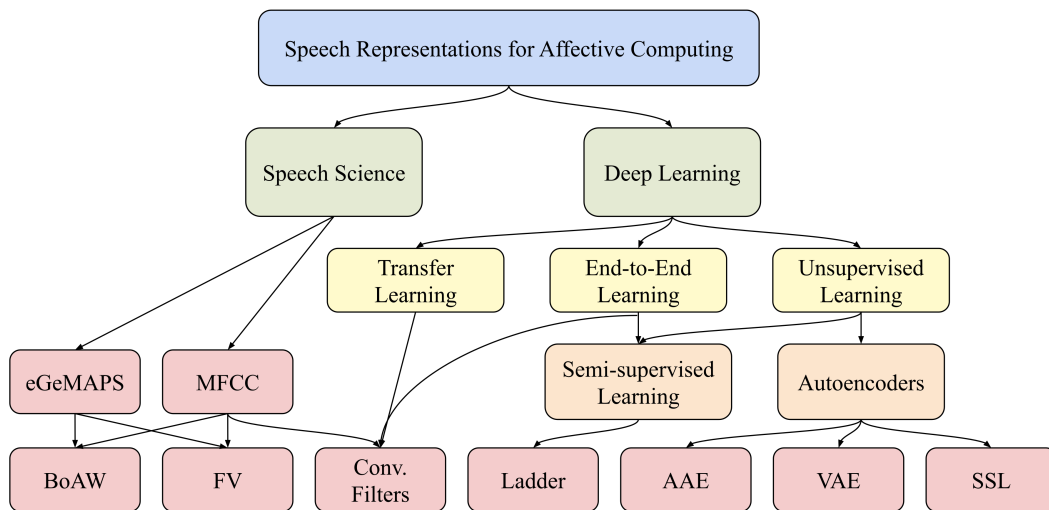 Speech Representations for Affective Computing
Speech Science
Deep Learning
Transfer
Learning
End-to-End
Learning
Unsupervised
Learning
eGeMAPS
MFCC
Semi-supervised
Learning
Autoencoders
BoAW
FV
Conv.
Filters
Ladder
AAE
VAE
SSL